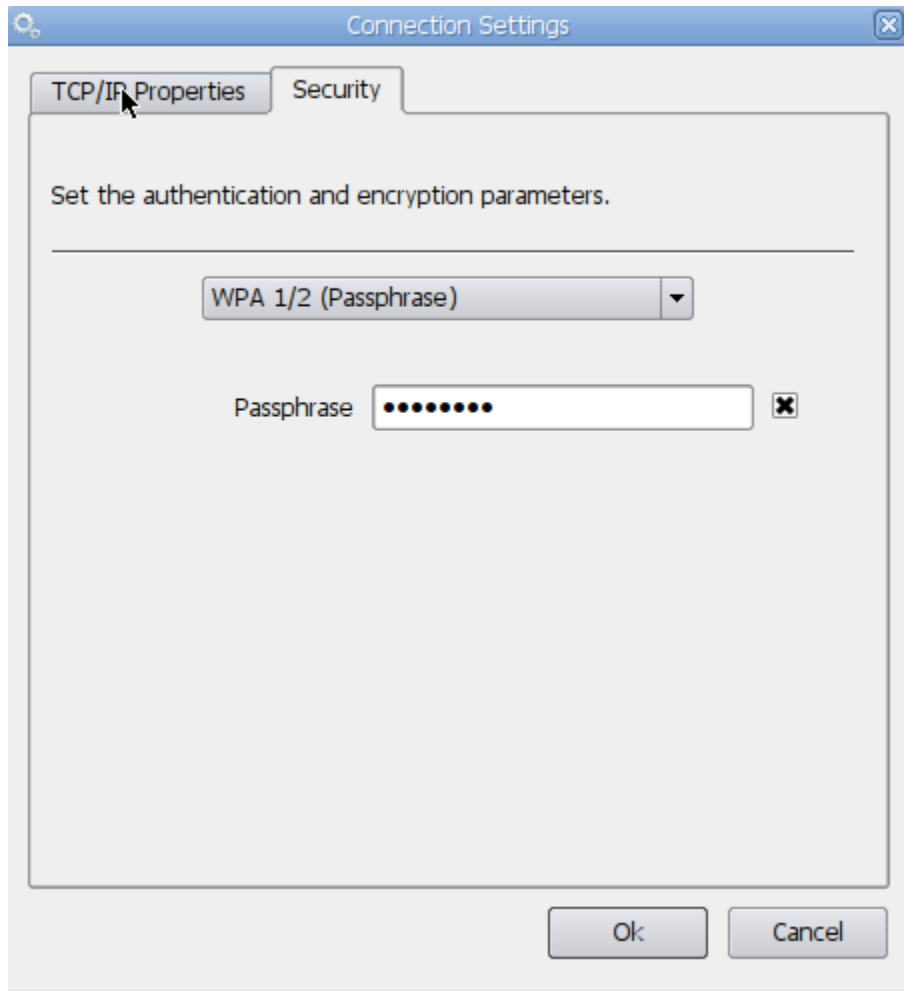 Connection Settings
TCP/IP Properties Security
Set the authentication and encryption parameters.
WPA 1/2 (Passphrase)
Passphrase ••••••••
Ok Cancel